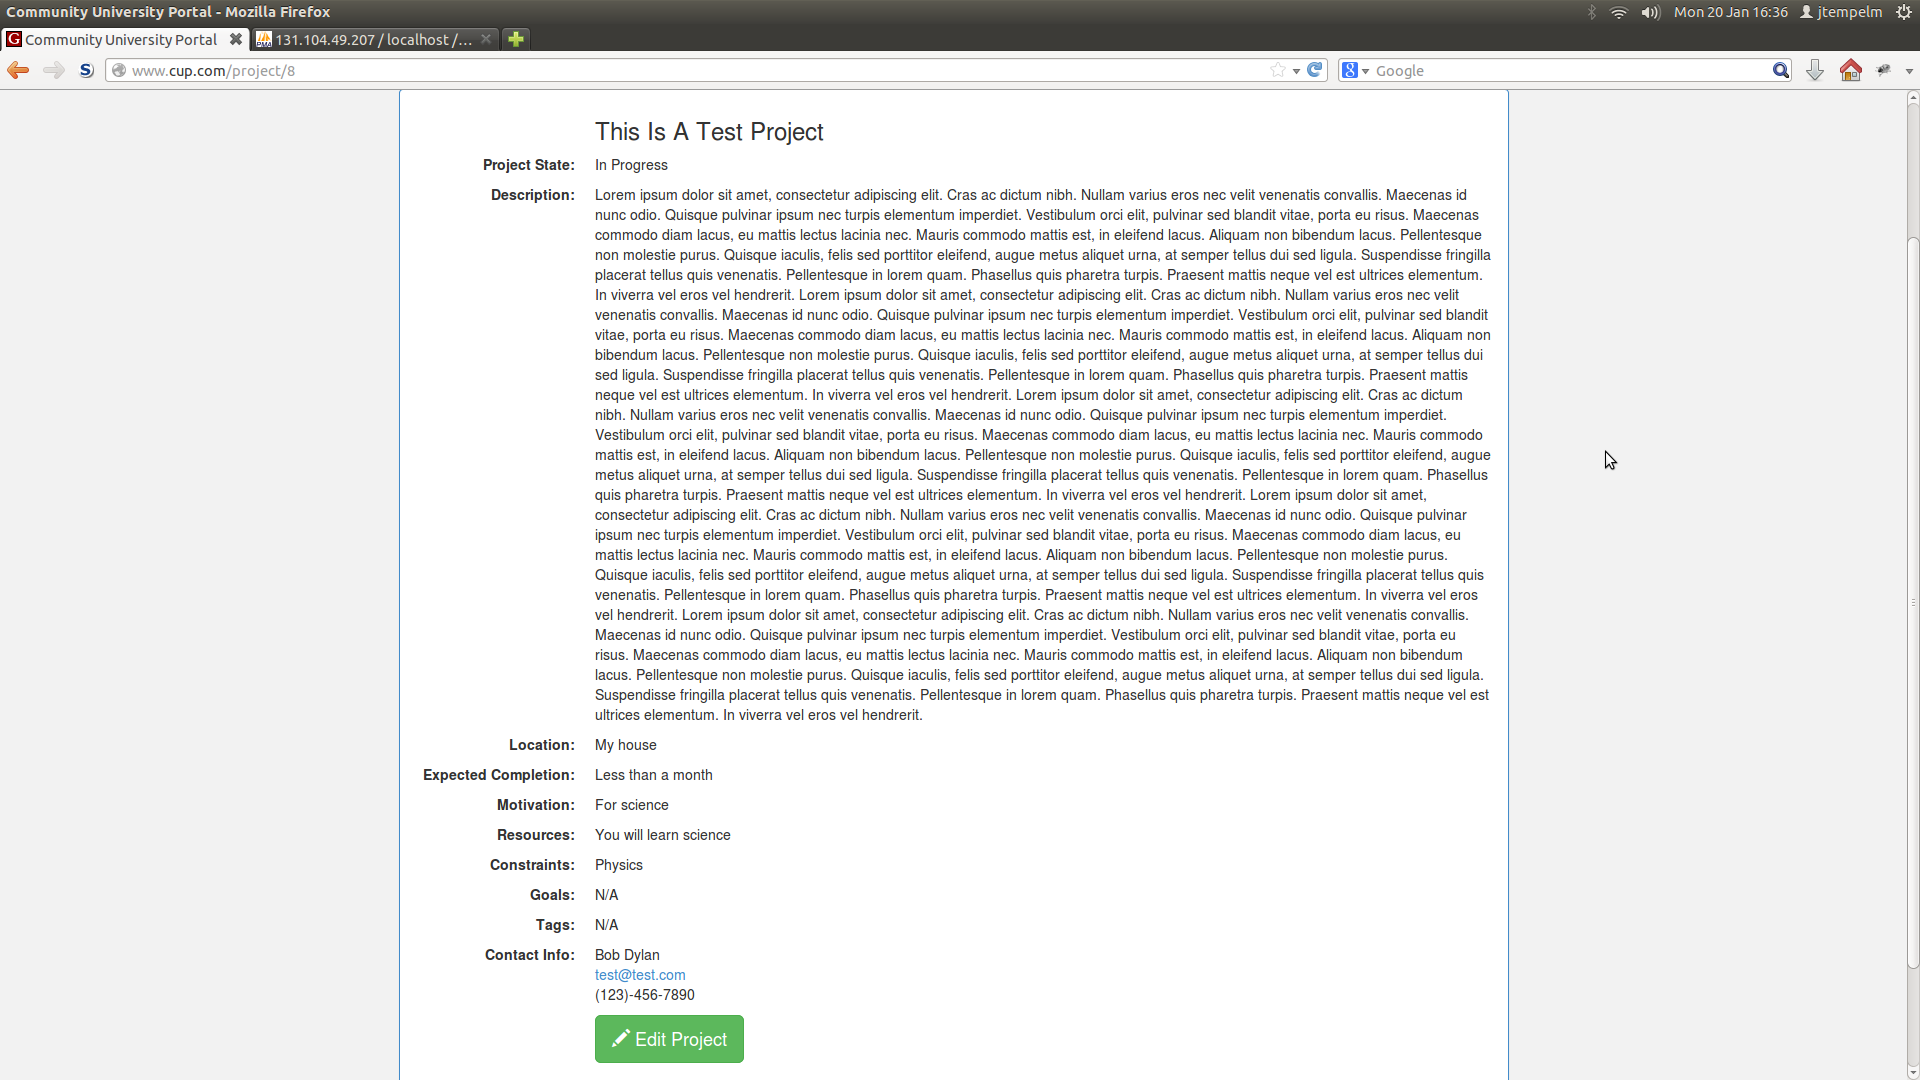 Community University Portal - Mozilla Firefox
Mon 20 Jan 16:36 jtempelm
Community University Portal
131.104.49.207 / localhost /...
www.cup.com/project/8
Google
This Is A Test Project
Project State: In Progress
Description: Lorem ipsum dolor sit amet, consectetur adipiscing elit. Cras ac dictum nibh. Nullam varius eros nec velit venenatis convallis. Maecenas id
nunc odio. Quisque pulvinar ipsum nec turpis elementum imperdiet. Vestibulum orci elit, pulvinar sed blandit vitae, porta eu risus. Maecenas
commodo diam lacus, eu mattis lectus lacinia nec. Mauris commodo mattis est, in eleifend lacus. Aliquam non bibendum lacus. Pellentesque
non molestie purus. Quisque iaculis, felis sed porttitor eleifend, augue metus aliquet urna, at semper tellus dui sed ligula. Suspendisse fringilla
placerat tellus quis venenatis. Pellentesque in lorem quam. Phasellus quis pharetra turpis. Praesent mattis neque vel est ultrices elementum.
In viverra vel eros vel hendrerit. Lorem ipsum dolor sit amet, consectetur adipiscing elit. Cras ac dictum nibh. Nullam varius eros nec velit
venenatis convallis. Maecenas id nunc odio. Quisque pulvinar ipsum nec turpis elementum imperdiet. Vestibulum orci elit, pulvinar sed blandit
vitae, porta eu risus. Maecenas commodo diam lacus, eu mattis lectus lacinia nec. Mauris commodo mattis est, in eleifend lacus. Aliquam non
bibendum lacus. Pellentesque non molestie purus. Quisque iaculis, felis sed porttitor eleifend, augue metus aliquet urna, at semper tellus dui
sed ligula. Suspendisse fringilla placerat tellus quis venenatis. Pellentesque in lorem quam. Phasellus quis pharetra turpis. Praesent mattis
neque vel est ultrices elementum. In viverra vel eros vel hendrerit. Lorem ipsum dolor sit amet, consectetur adipiscing elit. Cras ac dictum
nibh. Nullam varius eros nec velit venenatis convallis. Maecenas id nunc odio. Quisque pulvinar ipsum nec turpis elementum imperdiet.
Vestibulum orci elit, pulvinar sed blandit vitae, porta eu risus. Maecenas commodo diam lacus, eu mattis lectus lacinia nec. Mauris commodo
mattis est, in eleifend lacus. Aliquam non bibendum lacus. Pellentesque non molestie purus. Quisque iaculis, felis sed porttitor eleifend, augue
metus aliquet urna, at semper tellus dui sed ligula. Suspendisse fringilla placerat tellus quis venenatis. Pellentesque in lorem quam. Phasellus
quis pharetra turpis. Praesent mattis neque vel est ultrices elementum. In viverra vel eros vel hendrerit. Lorem ipsum dolor sit amet,
consectetur adipiscing elit. Cras ac dictum nibh. Nullam varius eros nec velit venenatis convallis. Maecenas id nunc odio. Quisque pulvinar
ipsum nec turpis elementum imperdiet. Vestibulum orci elit, pulvinar sed blandit vitae, porta eu risus. Maecenas commodo diam lacus, eu
mattis lectus lacinia nec. Mauris commodo mattis est, in eleifend lacus. Aliquam non bibendum lacus. Pellentesque non molestie purus.
Quisque iaculis, felis sed porttitor eleifend, augue metus aliquet urna, at semper tellus dui sed ligula. Suspendisse fringilla placerat tellus quis
venenatis. Pellentesque in lorem quam. Phasellus quis pharetra turpis. Praesent mattis neque vel est ultrices elementum. In viverra vel eros
vel hendrerit. Lorem ipsum dolor sit amet, consectetur adipiscing elit. Cras ac dictum nibh. Nullam varius eros nec velit venenatis convallis.
Maecenas id nunc odio. Quisque pulvinar ipsum nec turpis elementum imperdiet. Vestibulum orci elit, pulvinar sed blandit vitae, porta eu
risus. Maecenas commodo diam lacus, eu mattis lectus lacinia nec. Mauris commodo mattis est, in eleifend lacus. Aliquam non bibendum
lacus. Pellentesque non molestie purus. Quisque iaculis, felis sed porttitor eleifend, augue metus aliquet urna, at semper tellus dui sed ligula.
Suspendisse fringilla placerat tellus quis venenatis. Pellentesque in lorem quam. Phasellus quis pharetra turpis. Praesent mattis neque vel est
ultrices elementum. In viverra vel eros vel hendrerit.
Location: My house
Expected Completion: Less than a month
Motivation: For science
Resources: You will learn science
Constraints: Physics
Goals: N/A
Tags: N/A
Contact Info: Bob Dylan
test@test.com
(123)-456-7890
Edit Project